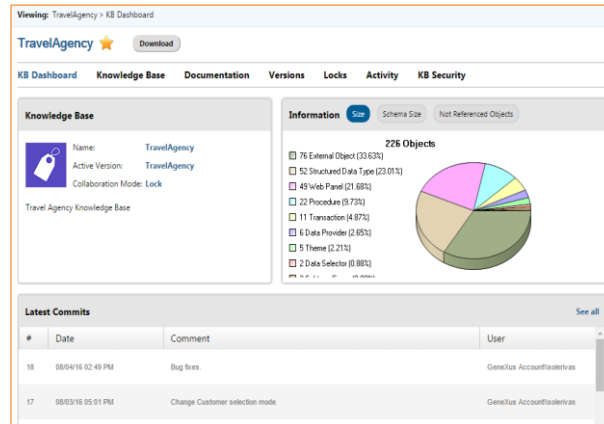 Viewing: TravelAgency > KB Dashboard
TravelAgency Download
KB Dashboard Knowledge Base Documentation Versions Locks Activity KB Security
Knowledge Base
Name: TravelAgency
Active Version: TravelAgency
Collaboration Mode: Lock
Travel Agency Knowledge Base
Information Size Schema Size Not Referenced Objects
226 Objects
76 External Object (33.63%)
52 Structured Data Type (23.01%)
49 Web Panel (21.68%)
22 Procedure (9.73%)
11 Transaction (4.87%)
6 Data Provider (2.65%)
5 Theme (2.21%)
2 Data Selector (0.88%)
Latest Commits See all
# Date Comment User
18 08/04/16 02:49 PM Bug fixes. GeneXus Account\isolerivas
17 08/03/16 05:01 PM Change Customer selection mode. GeneXus Account\isolerivas